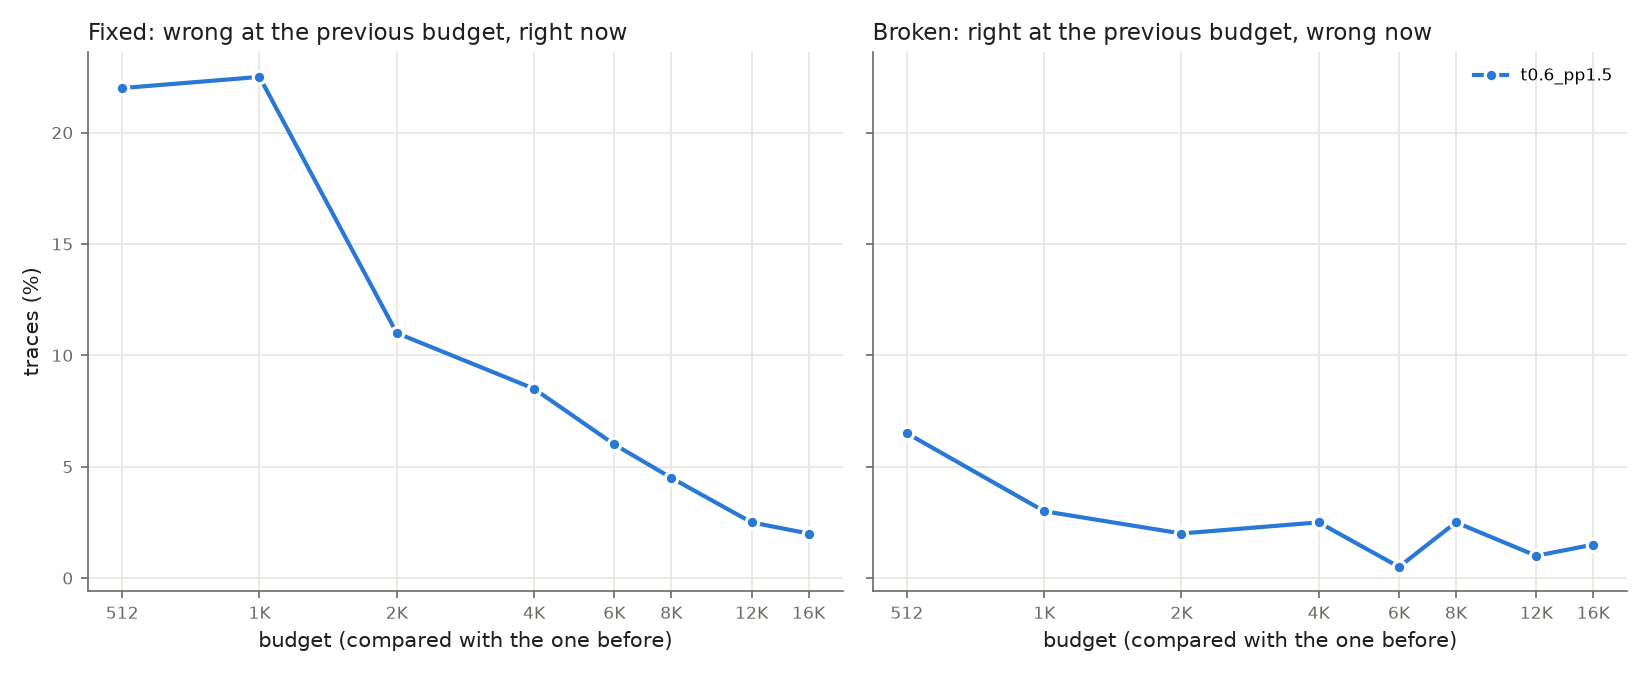 Fixed: wrong at the previous budget, right now
Broken: right at the previous budget, wrong now
t0.6_pp1.5
traces (%)
20
15
10
5
0
512 1K 2K 4K 6K 8K 12K 16K
512 1K 2K 4K 6K 8K 12K 16K
budget (compared with the one before)
budget (compared with the one before)